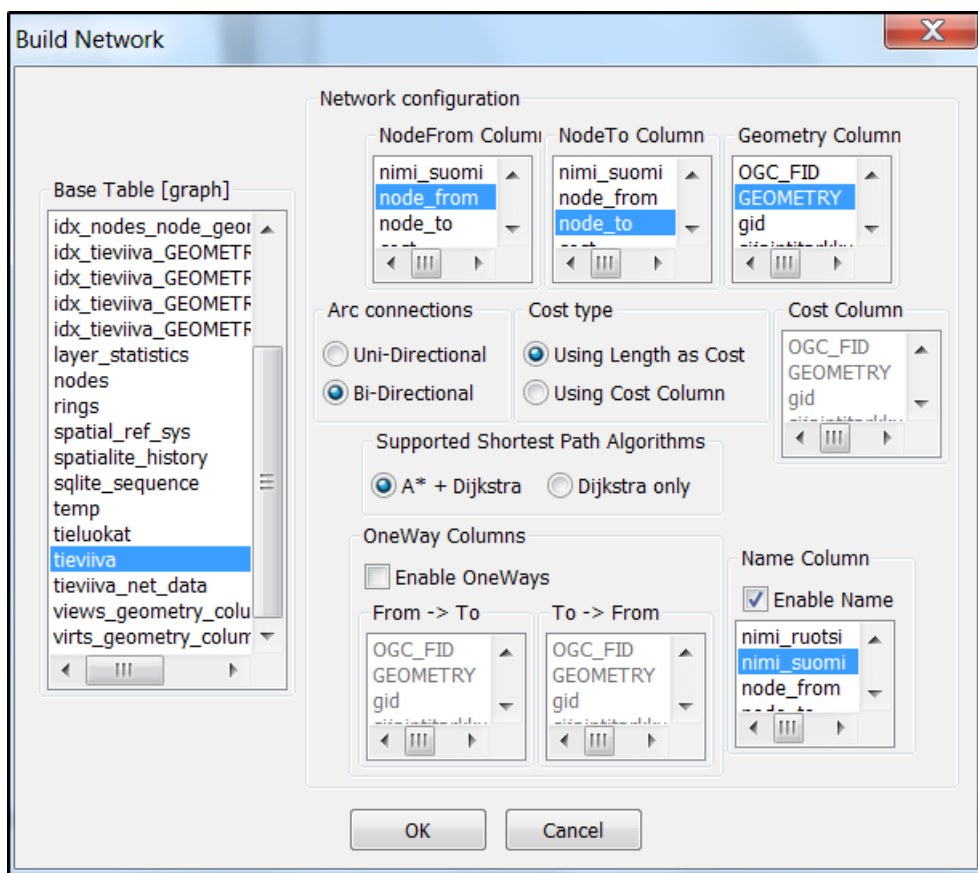 Build Network
X
Network configuration
NodeFrom Colum
NodeTo Column
Geometry Column
nimi_suomi
node_from
node_to
nimi_suomi
node_from
node_to
OGC_FID
GEOMETRY
gid
Base Table [graph]
idx_nodes_node_geor
idx_tieviiva_GEOMETR
idx_tieviiva_GEOMETR
idx_tieviiva_GEOMETR
idx_tieviiva_GEOMETR
layer_statistics
nodes
rings
spatial_ref_sys
spatialite_history
sqlite_sequence
temp
tieluokat
tieviiva
tieviiva_net_data
views_geometry_colu
virts_geometry_colum
Arc connections
Uni-Directional
Bi-Directional
Cost type
Using Length as Cost
Using Cost Column
Cost Column
OGC_FID
GEOMETRY
gid
Supported Shortest Path Algorithms
A* + Dijkstra
Dijkstra only
OneWay Columns
Enable OneWays
From -> To
OGC_FID
GEOMETRY
gid
To -> From
OGC_FID
GEOMETRY
gid
Name Column
Enable Name
nimi_ruotsi
nimi_suomi
node_from
OK
Cancel